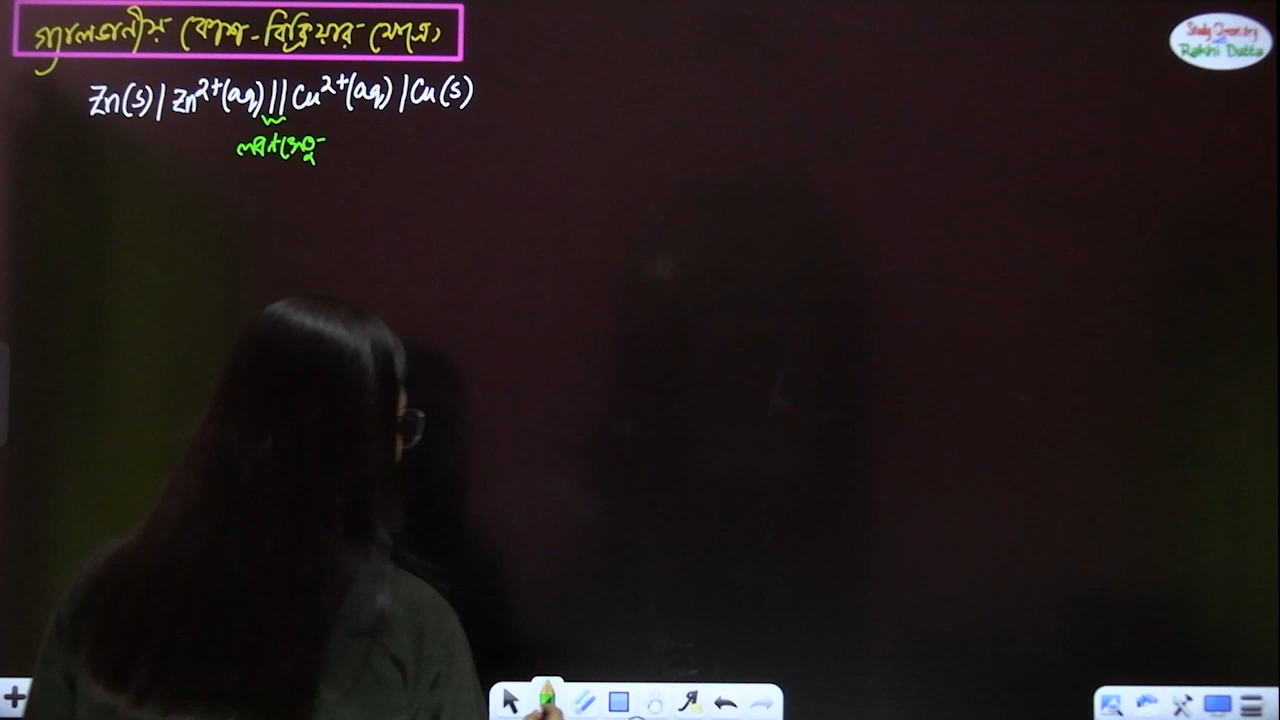 গ্যালভানীয় কোশ-বিক্রিয়ার ক্ষেত্রে,
Zn(s) | Zn²⁺(aq) || Cu²⁺(aq) | Cu(s)
লবণসেতু
Study Chemistry
with
Rakhi Dutta